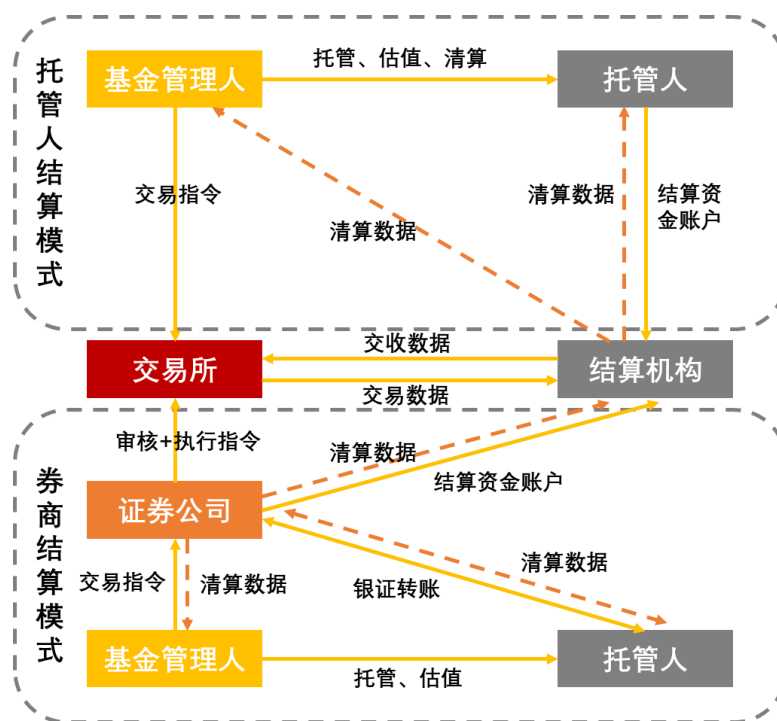 托管人结算模式
基金管理人
托管、估值、清算
托管人
交易指令
清算数据
清算数据
结算资
金账户
交易所
交收数据
交易数据
结算机构
券商结算模式
审核+执行指令
清算数据
结算资金账户
证券公司
交易指令
清算数据
银证转账
清算数据
基金管理人
托管、估值
托管人